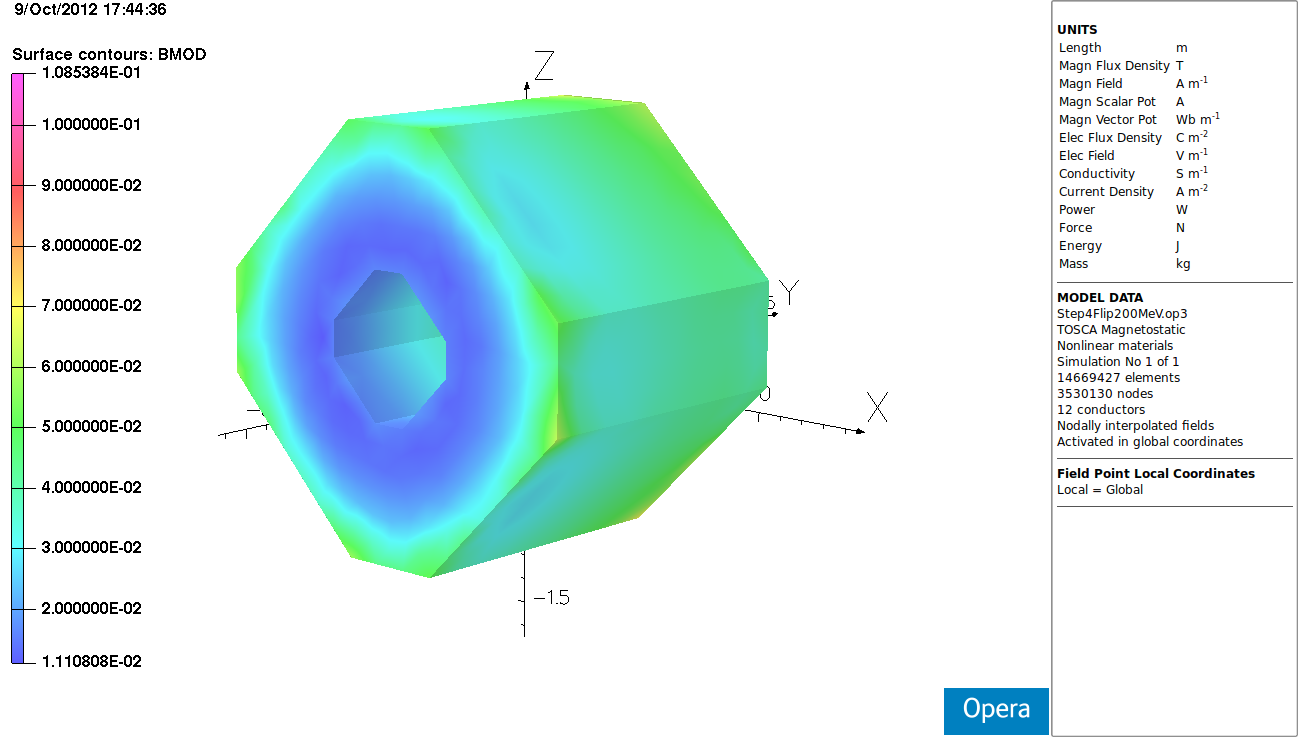 9/Oct/2012 17:44:36
Surface contours: BMOD
1.085384E-01
1.000000E-01
9.000000E-02
8.000000E-02
7.000000E-02
6.000000E-02
5.000000E-02
4.000000E-02
3.000000E-02
2.000000E-02
1.110808E-02
Z
Y
X
−1.5
UNITS
Length m
Magn Flux Density T
Magn Field A m⁻¹
Magn Scalar Pot A
Magn Vector Pot Wb m⁻¹
Elec Flux Density C m⁻²
Elec Field V m⁻¹
Conductivity S m⁻¹
Current Density A m⁻²
Power W
Force N
Energy J
Mass kg
MODEL DATA
Step4Flip200MeV.op3
TOSCA Magnetostatic
Nonlinear materials
Simulation No 1 of 1
14669427 elements
3530130 nodes
12 conductors
Nodally interpolated fields
Activated in global coordinates
Field Point Local Coordinates
Local = Global
Opera